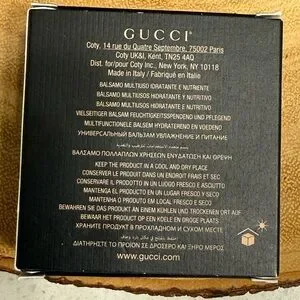 GUCCI
Coty, 14 rue du Quatre Septembre, 75002 Paris
Coty UK&I, Kent, TN25 4AQ
Dist. for/pour Coty Inc., New York, NY 10118
Made in Italy / Fabriqué en Italie
BALSAMO MULTIUSO IDRATANTE E NUTRIENTE
BALSAMO MULTIUSOS HIDRATANTE Y NUTRITIVO
BALSAMO MULTIUSOS HIDRATANTE E NUTRITIVO
VIELSEITIGER BALSAM FEUCHTIGKEITSSPENDEND UND PFLEGEND
MULTIFUNCTIONELE BALSEM HYDRATEREND EN VOEDEND
УНИВЕРСАЛЬНЫЙ БАЛЬЗАМ УВЛАЖНЕНИЕ И ПИТАНИЕ
بلسم متعدد الاستخدامات للترطيب والتغذية
ΒΑΛΣΑΜΟ ΠΟΛΛΑΠΛΩΝ ΧΡΗΣΕΩΝ ΕΝΥΔΑΤΩΣΗ ΚΑΙ ΘΡΕΨΗ
KEEP THE PRODUCT IN A COOL AND DRY PLACE
CONSERVER LE PRODUIT DANS UN ENDROIT FRAIS ET SEC
CONSERVARE IL PRODOTTO IN UN LUOGO FRESCO E ASCIUTTO
MANTENGA EL PRODUCTO EN UN LUGAR FRESCO Y SECO
MANTENHA O PRODUTO EM LOCAL FRESCO E SECO
BEWAHREN SIE DAS PRODUKT AN EINEM KÜHLEN UND TROCKENEN ORT AUF
BEWAAR HET PRODUCT OP EEN KOELE EN DROGE PLAATS
ХРАНИТЕ ПРОДУКТ В ПРОХЛАДНОМ И СУХОМ МЕСТЕ
ΔΙΑΤΗΡΗΣΤΕ ΤΟ ΠΡΟΪΟΝ ΣΕ ΔΡΟΣΕΡΟ ΚΑΙ ΞΗΡΟ ΜΕΡΟΣ
www.gucci.com